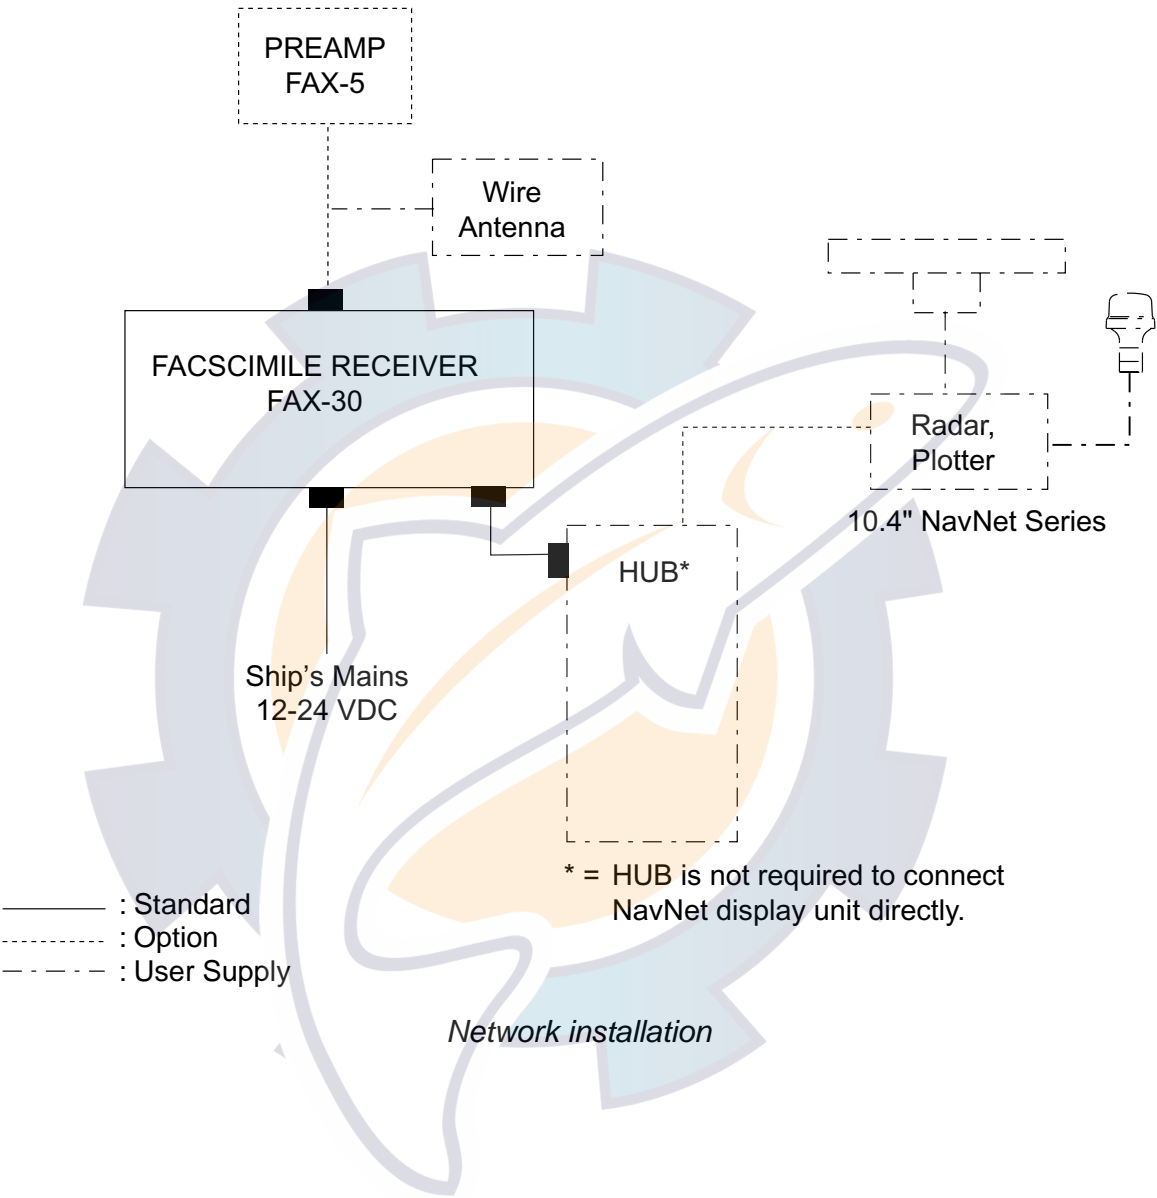 PREAMP
FAX-5
Wire
Antenna
FACSCIMILE RECEIVER
FAX-30
Radar,
Plotter
10.4" NavNet Series
HUB*
Ship's Mains
12-24 VDC
* = HUB is not required to connect
NavNet display unit directly.
: Standard
: Option
: User Supply
Network installation